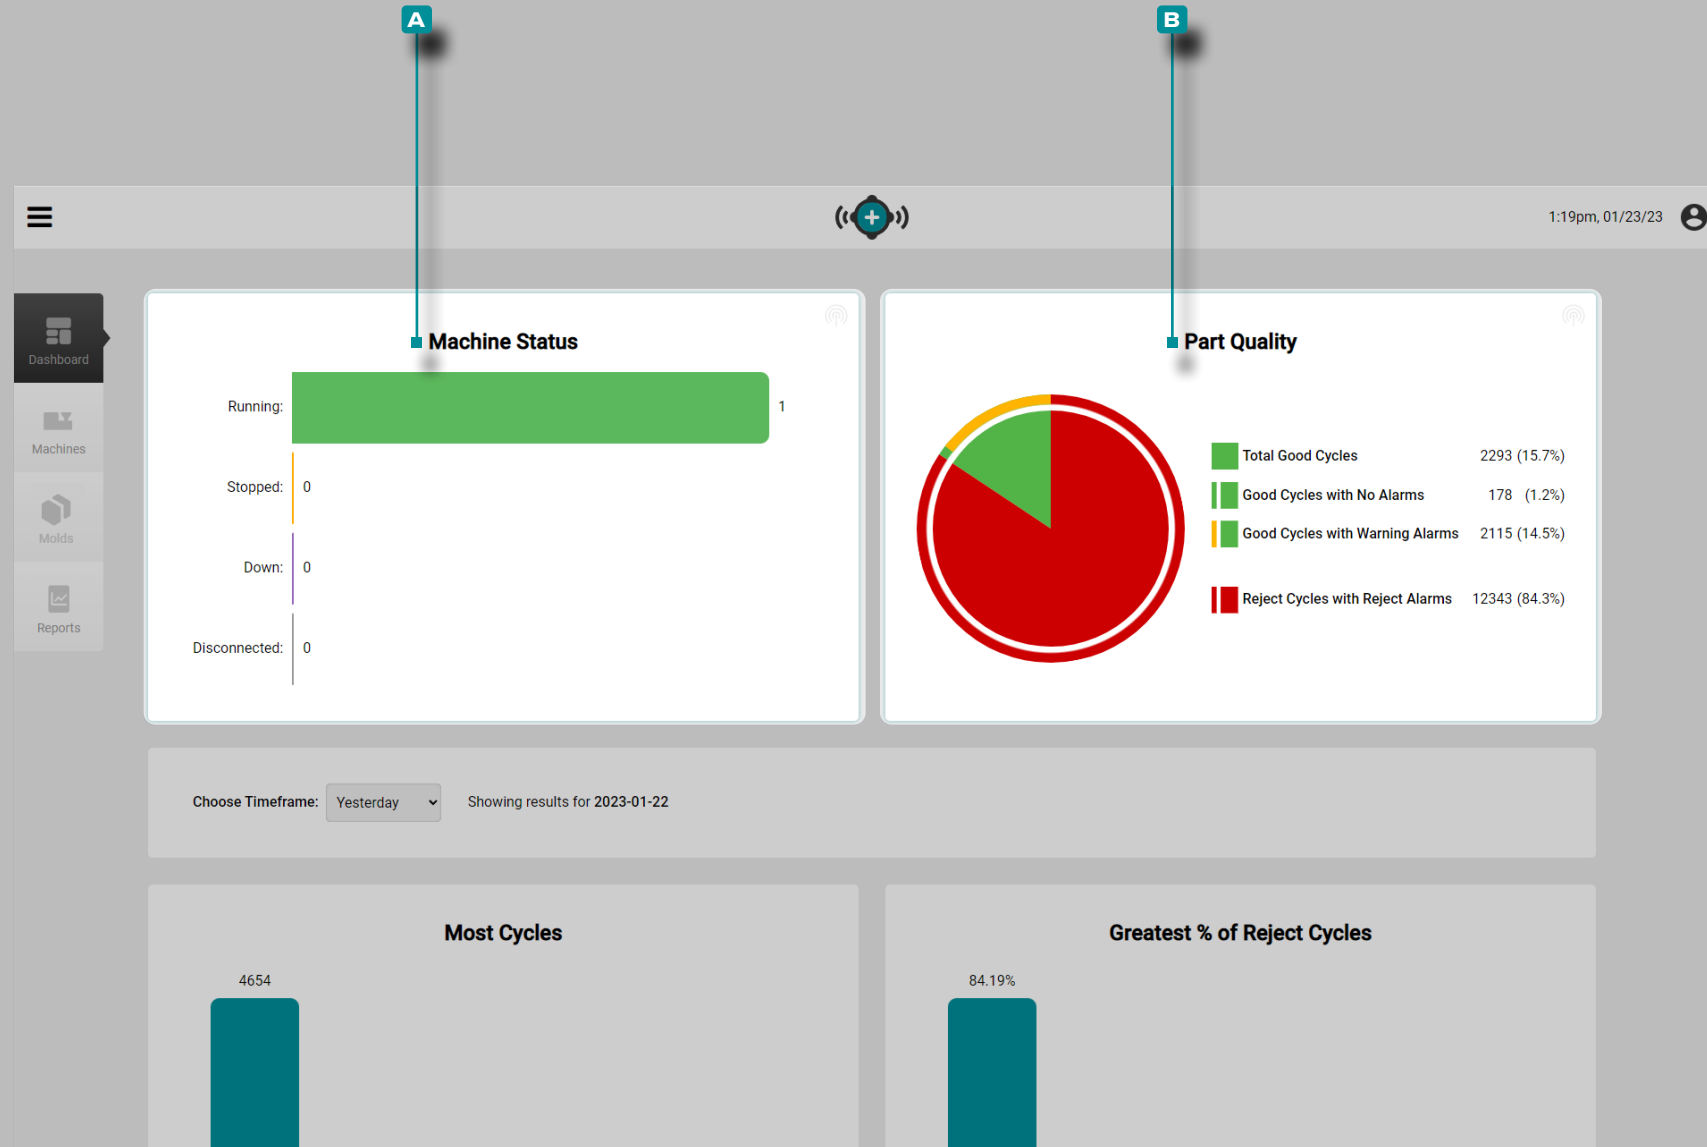 A
B
1:19pm, 01/23/23
Dashboard
Machines
Molds
Reports
Machine Status
Running: 1
Stopped: 0
Down: 0
Disconnected: 0
Part Quality
Total Good Cycles 2293 (15.7%)
Good Cycles with No Alarms 178 (1.2%)
Good Cycles with Warning Alarms 2115 (14.5%)
Reject Cycles with Reject Alarms 12343 (84.3%)
Choose Timeframe: Yesterday Showing results for 2023-01-22
Most Cycles
4654
Greatest % of Reject Cycles
84.19%